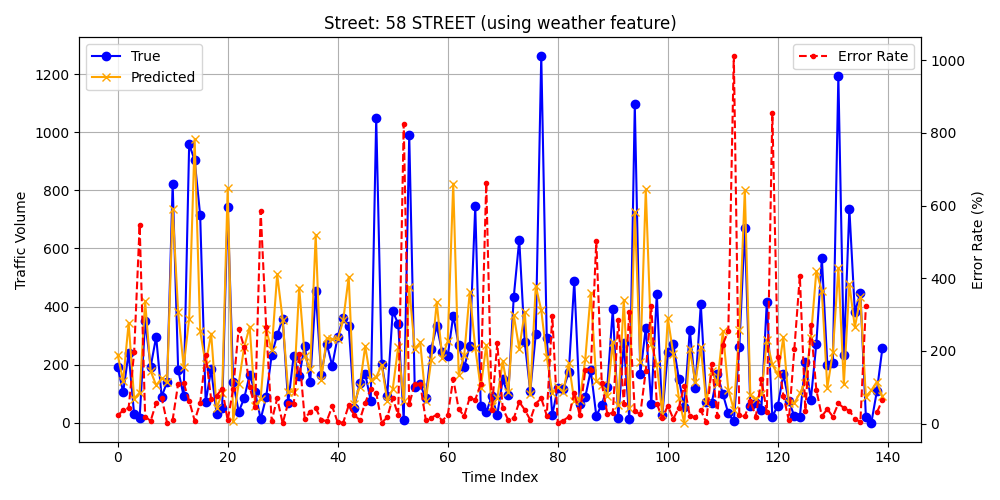 Street: 58 STREET (using weather feature)
True
Predicted
Error Rate
Traffic Volume
1200
1000
800
600
400
200
0
1000
800
600
400
200
0
Error Rate (%)
0 20 40 60 80 100 120 140
Time Index